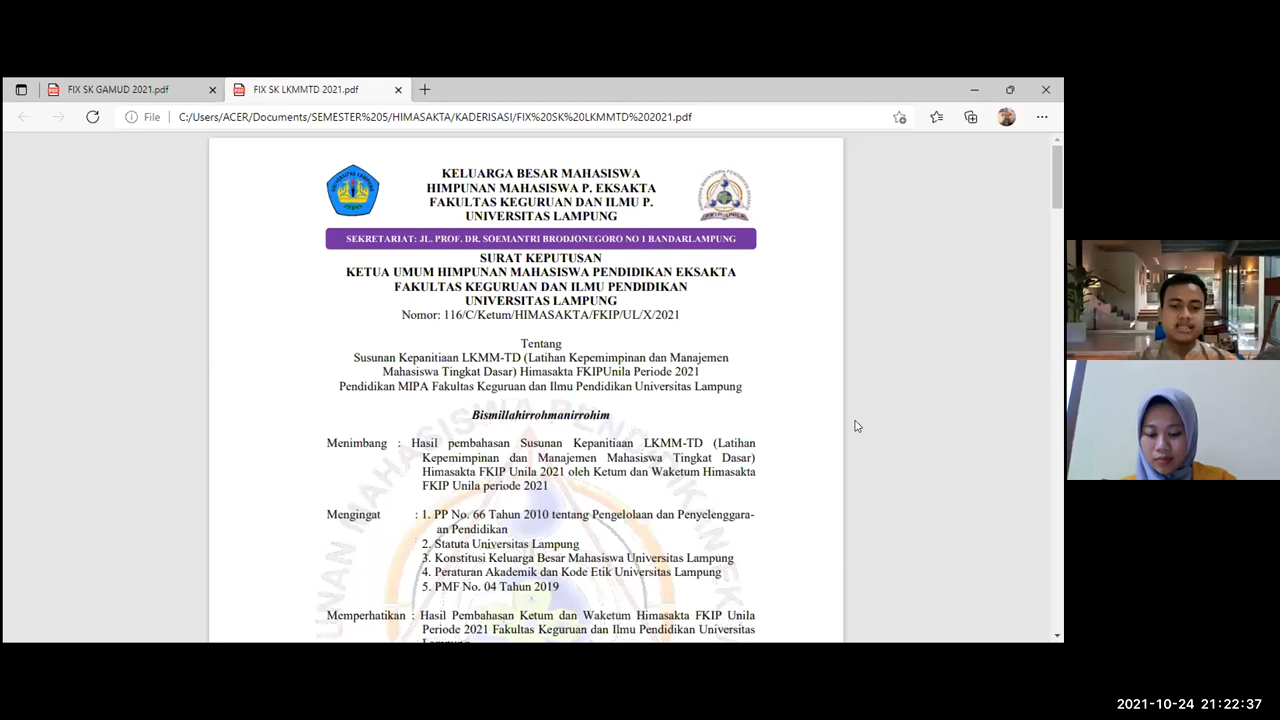 FIX SK GAMUD 2021.pdf
FIX SK LKMMTD 2021.pdf
File
C:/Users/ACER/Documents/SEMESTER%205/HIMASAKTA/KADERISASI/FIX%20SK%20LKMMTD%202021.pdf
KELUARGA BESAR MAHASISWA
HIMPUNAN MAHASISWA P. EKSAKTA
FAKULTAS KEGURUAN DAN ILMU P.
UNIVERSITAS LAMPUNG
SEKRETARIAT: JL. PROF. DR. SOEMANTRI BRODJONEGORO NO 1 BANDARLAMPUNG
SURAT KEPUTUSAN
KETUA UMUM HIMPUNAN MAHASISWA PENDIDIKAN EKSAKTA
FAKULTAS KEGURUAN DAN ILMU PENDIDIKAN
UNIVERSITAS LAMPUNG
Nomor: 116/C/Ketum/HIMASAKTA/FKIP/UL/X/2021
Tentang
Susunan Kepanitiaan LKMM-TD (Latihan Kepemimpinan dan Manajemen
Mahasiswa Tingkat Dasar) Himasakta FKIPUnila Periode 2021
Pendidikan MIPA Fakultas Keguruan dan Ilmu Pendidikan Universitas Lampung
Bismillahirrohmanirrohim
Menimbang : Hasil pembahasan Susunan Kepanitiaan LKMM-TD (Latihan
Kepemimpinan dan Manajemen Mahasiswa Tingkat Dasar)
Himasakta FKIP Unila 2021 oleh Ketum dan Waketum Himasakta
FKIP Unila periode 2021
Mengingat : 1. PP No. 66 Tahun 2010 tentang Pengelolaan dan Penyelenggara-
an Pendidikan
2. Statuta Universitas Lampung
3. Konstitusi Keluarga Besar Mahasiswa Universitas Lampung
4. Peraturan Akademik dan Kode Etik Universitas Lampung
5. PMF No. 04 Tahun 2019
Memperhatikan : Hasil Pembahasan Ketum dan Waketum Himasakta FKIP Unila
Periode 2021 Fakultas Keguruan dan Ilmu Pendidikan Universitas
2021-10-24 21:22:37